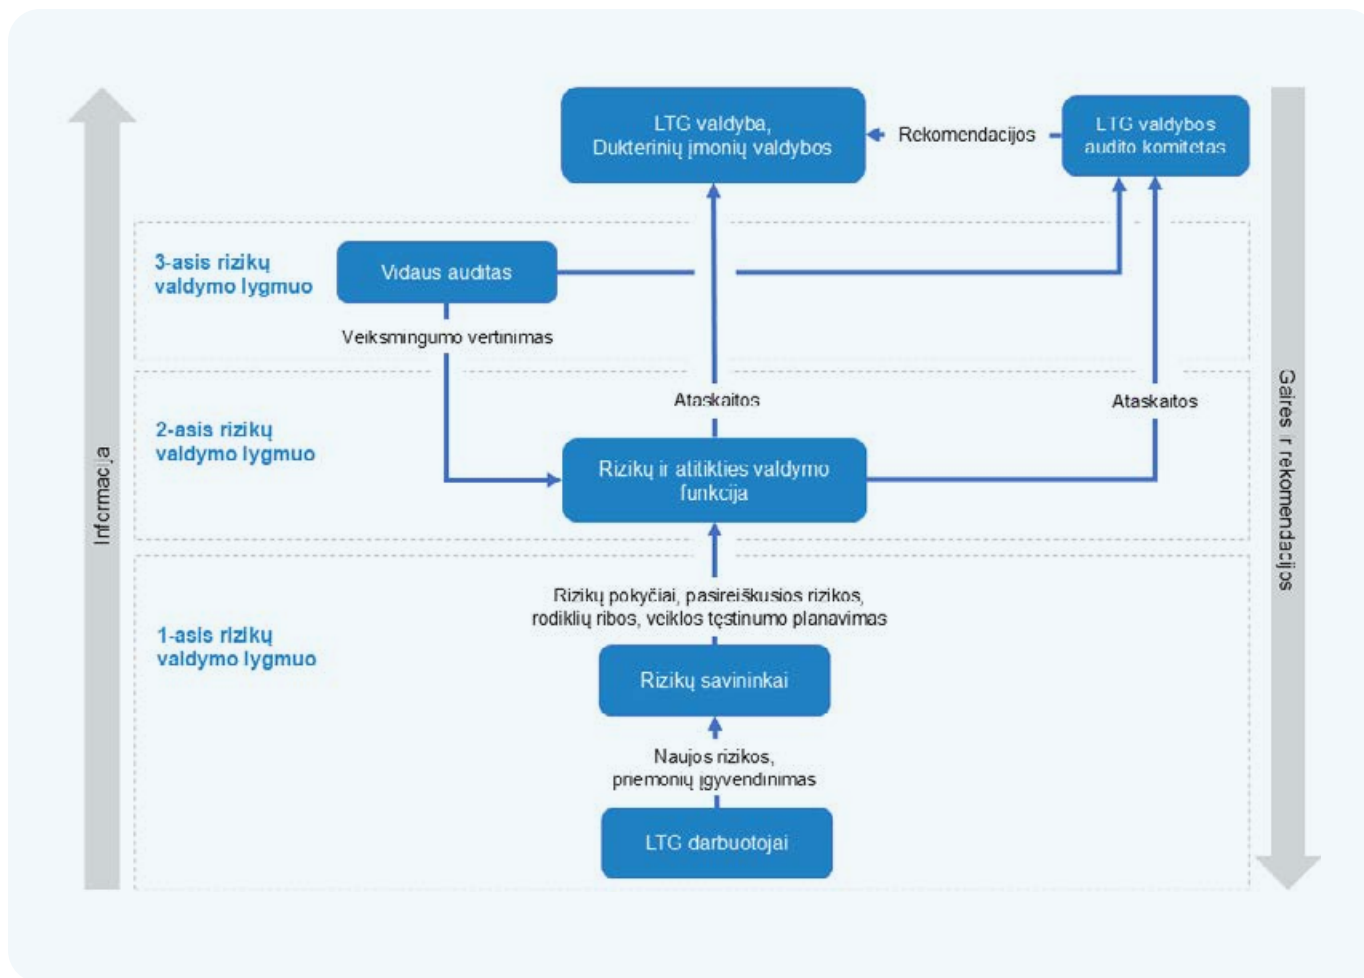 LTG valdyba,
Dukterinių įmonių valdybos
Rekomendacijos
LTG valdybos
audito komitetas
3-asis rizikų
valdymo lygmuo
Vidaus auditas
Veiksmingumo vertinimas
2-asis rizikų
valdymo lygmuo
Ataskaitos
Ataskaitos
Rizikų ir atitikties valdymo
funkcija
1-asis rizikų
valdymo lygmuo
Rizikų pokyčiai, pasireiškusios rizikos,
rodiklių ribos, veiklos tęstinumo planavimas
Rizikų savininkai
Naujos rizikos,
priemonių įgyvendinimas
LTG darbuotojai
Informacija
Gairės ir rekomendacijos